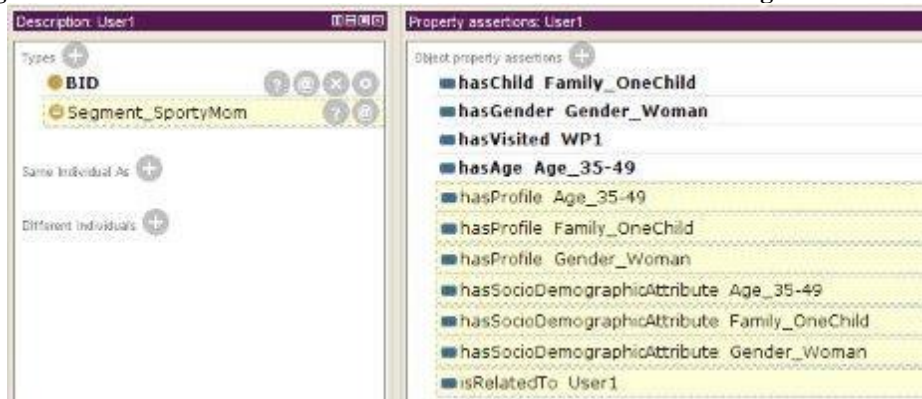 Description: User1
Types
BID
Segment_SportyMom
Same Individual As
Different Individuals
Property assertions: User1
Object property assertions
hasChild Family_OneChild
hasGender Gender_Woman
hasVisited WP1
hasAge Age_35-49
hasProfile Age_35-49
hasProfile Family_OneChild
hasProfile Gender_Woman
hasSocioDemographicAttribute Age_35-49
hasSocioDemographicAttribute Family_OneChild
hasSocioDemographicAttribute Gender_Woman
isRelatedTo User1